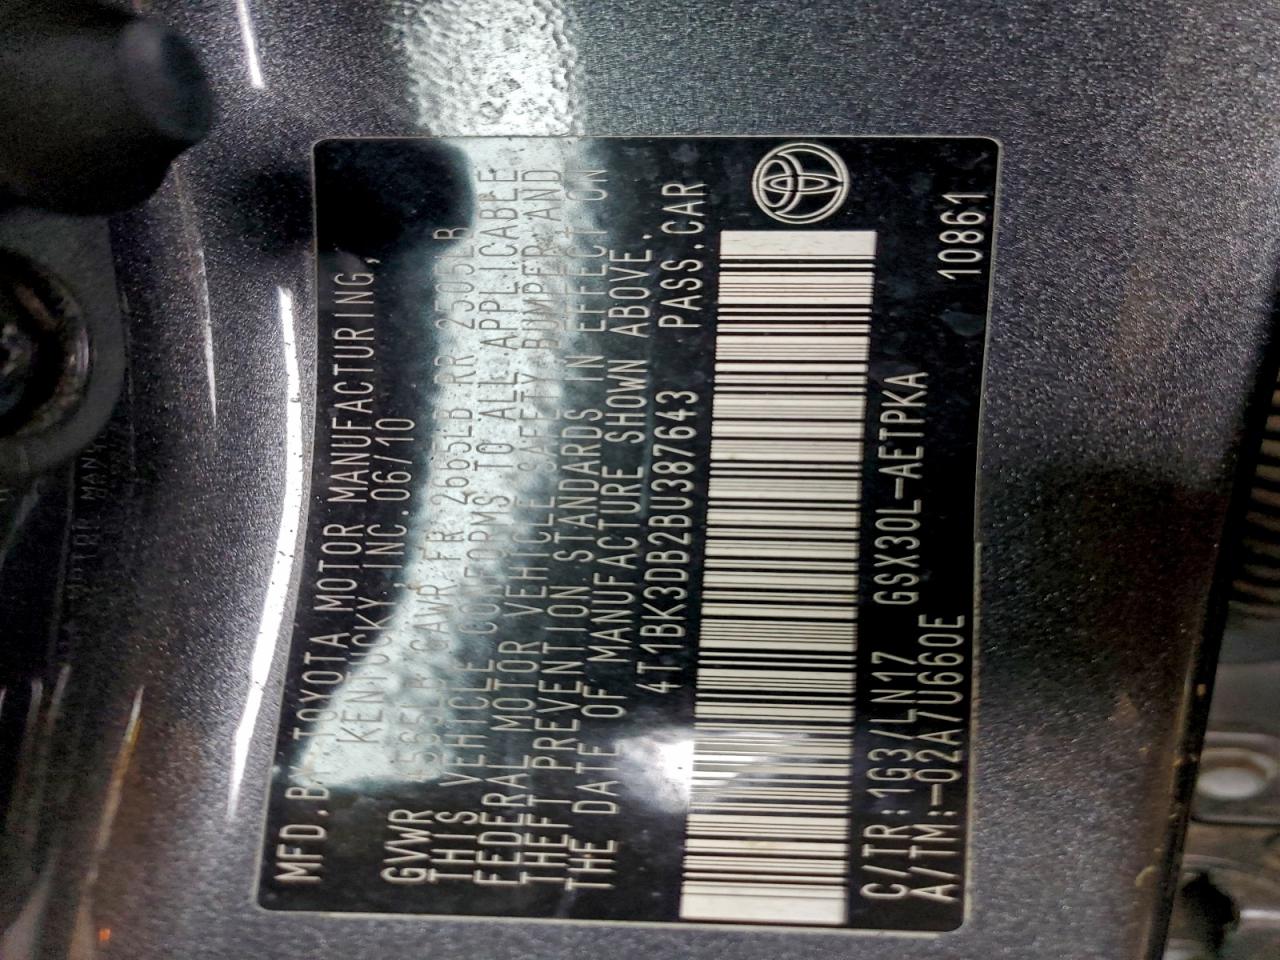 MFD.BY-TOYOTA MOTOR MANUFACTURING,
KENTUCKY, INC.06/10
GVWR 4585LB GAWR FR 2665LB RR 2505LB
THIS VEHICLE CONFORMS TO ALL APPLICABLE
FEDERAL MOTOR VEHICLE SAFETY,BUMPER,AND
THEFT PREVENTION STANDARDS IN EFFECT ON
THE DATE OF MANUFACTURE SHOWN ABOVE.
4T1BK3DB2BU387643 PASS.CAR
C/TR:1G3/LN17 GSX30L-AETPKA
A/TM:-02A/U660E 10861